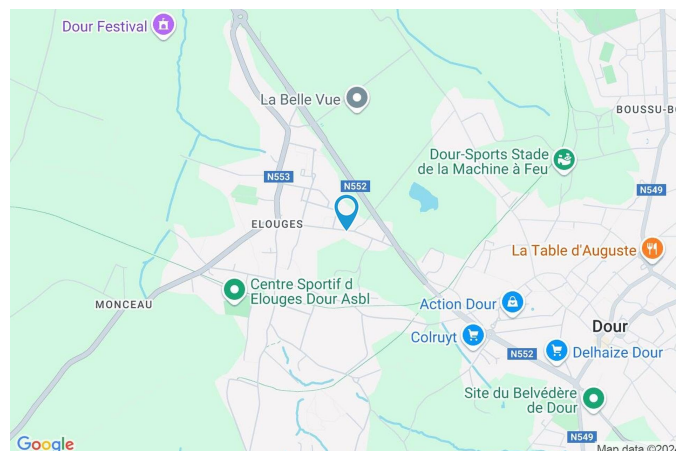 Dour Festival
La Belle Vue
BOUSSU-BO
Dour-Sports Stade
de la Machine à Feu
N553
N552
N549
ELOUGES
La Table d'Auguste
Centre Sportif d
Elouges Dour Asbl
MONCEAU
Action Dour
Colruyt
Dour
N552
Delhaize Dour
Site du Belvédère
de Dour
N549
Google
Map data ©2024